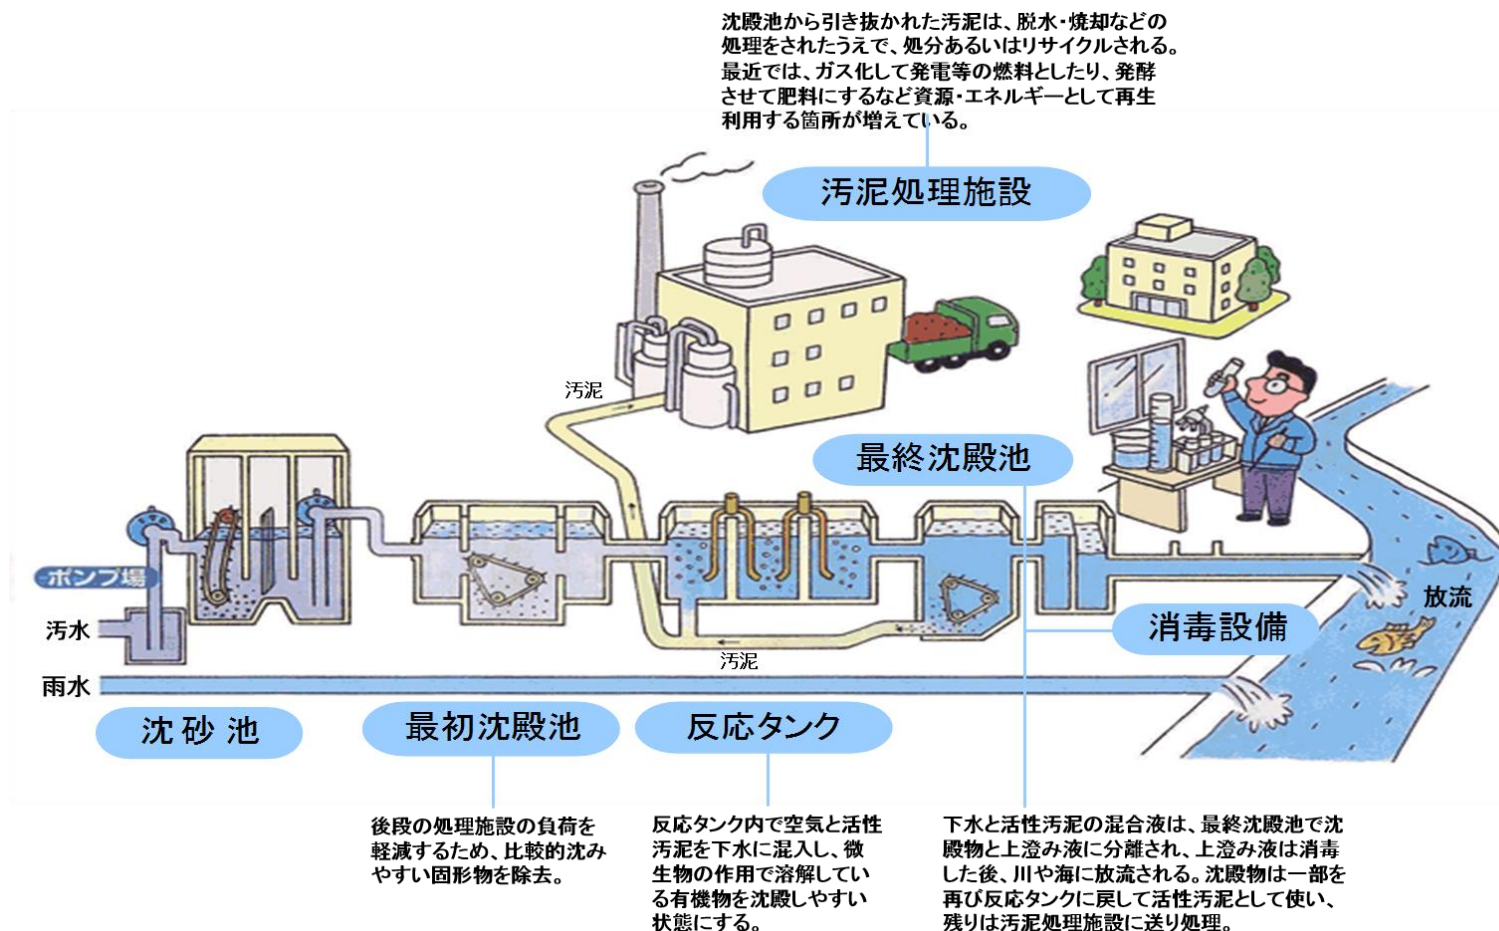 沈殿池から引き抜かれた汚泥は、脱水・焼却などの
処理をされたうえで、処分あるいはリサイクルされる。
最近では、ガス化して発電等の燃料としたり、発酵
させて肥料にするなど資源・エネルギーとして再生
利用する箇所が増えている。
汚泥処理施設
汚泥
最終沈殿池
ポンプ場
放流
汚水
消毒設備
汚泥
雨水
沈砂池
最初沈殿池
反応タンク
後段の処理施設の負荷を
軽減するため、比較的沈み
やすい固形物を除去。
反応タンク内で空気と活性
汚泥を下水に混入し、微
生物の作用で溶解してい
る有機物を沈殿しやすい
状態にする。
下水と活性汚泥の混合液は、最終沈殿池で沈
殿物と上澄み液に分離され、上澄み液は消毒
した後、川や海に放流される。沈殿物は一部を
再び反応タンクに戻して活性汚泥として使い、
残りは汚泥処理施設に送り処理。